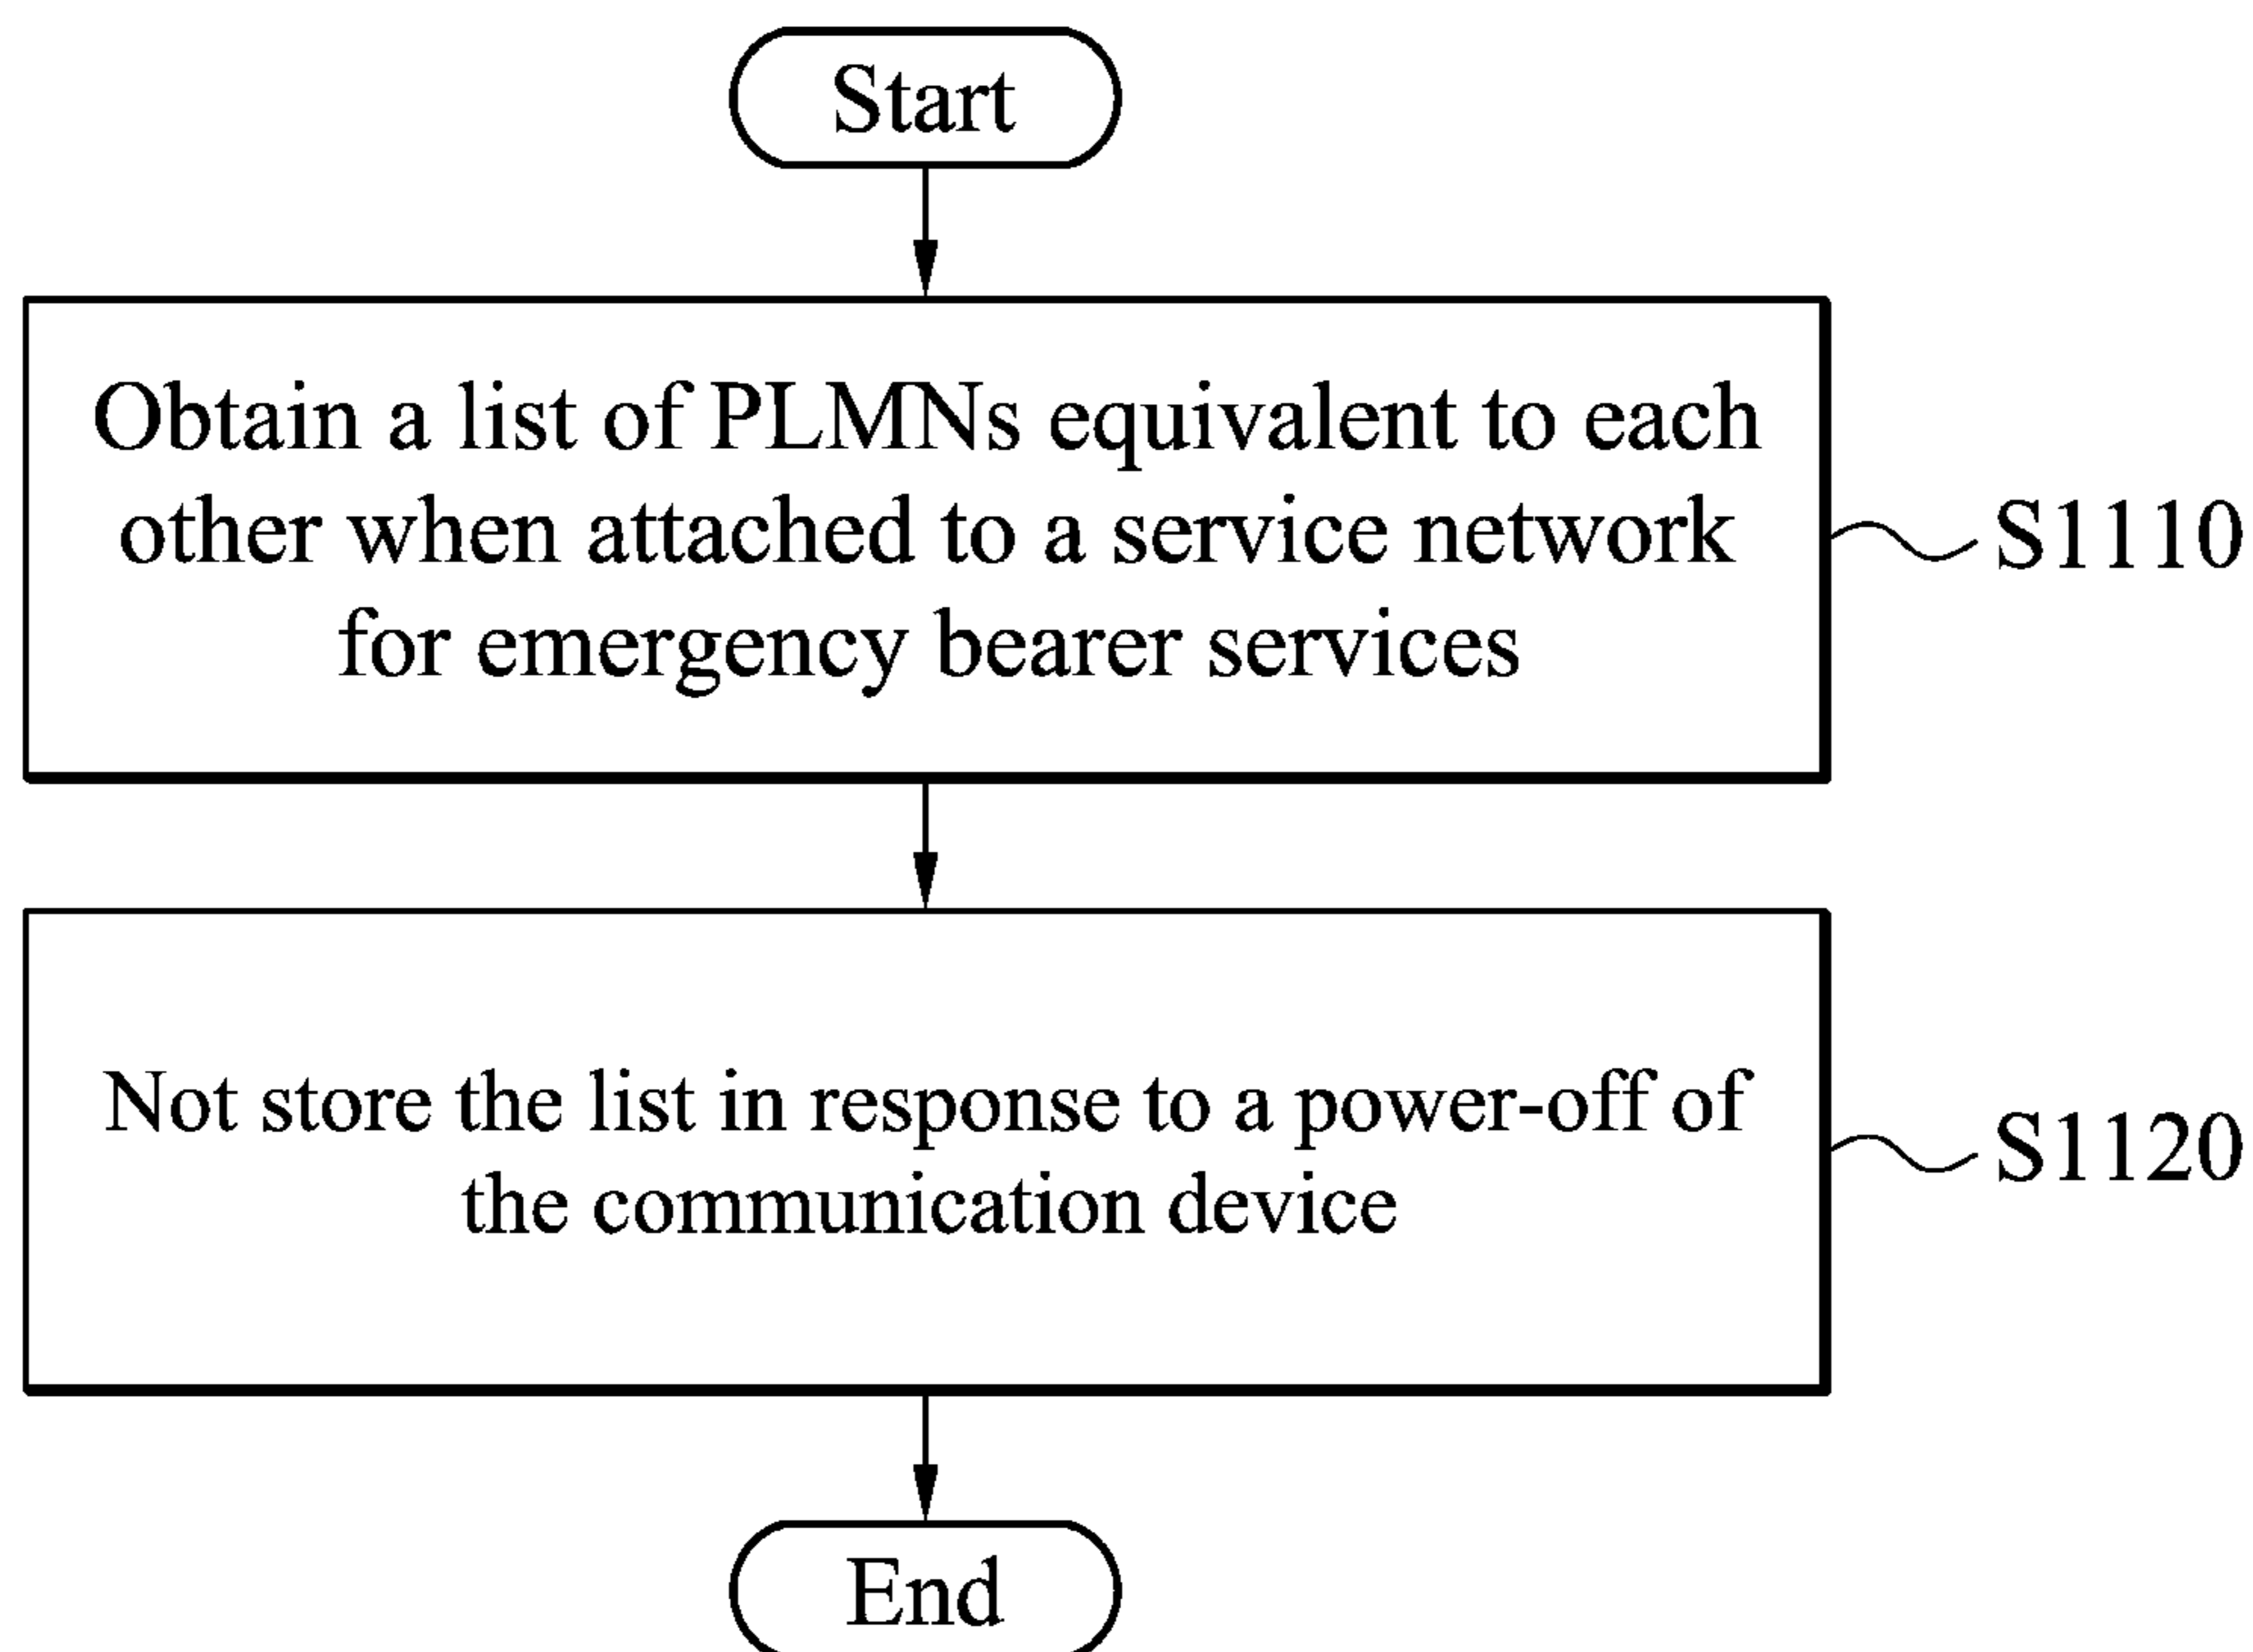 Start
Obtain a list of PLMNs equivalent to each
other when attached to a service network
for emergency bearer services
S1110
Not store the list in response to a power-off of
the communication device
S1120
End